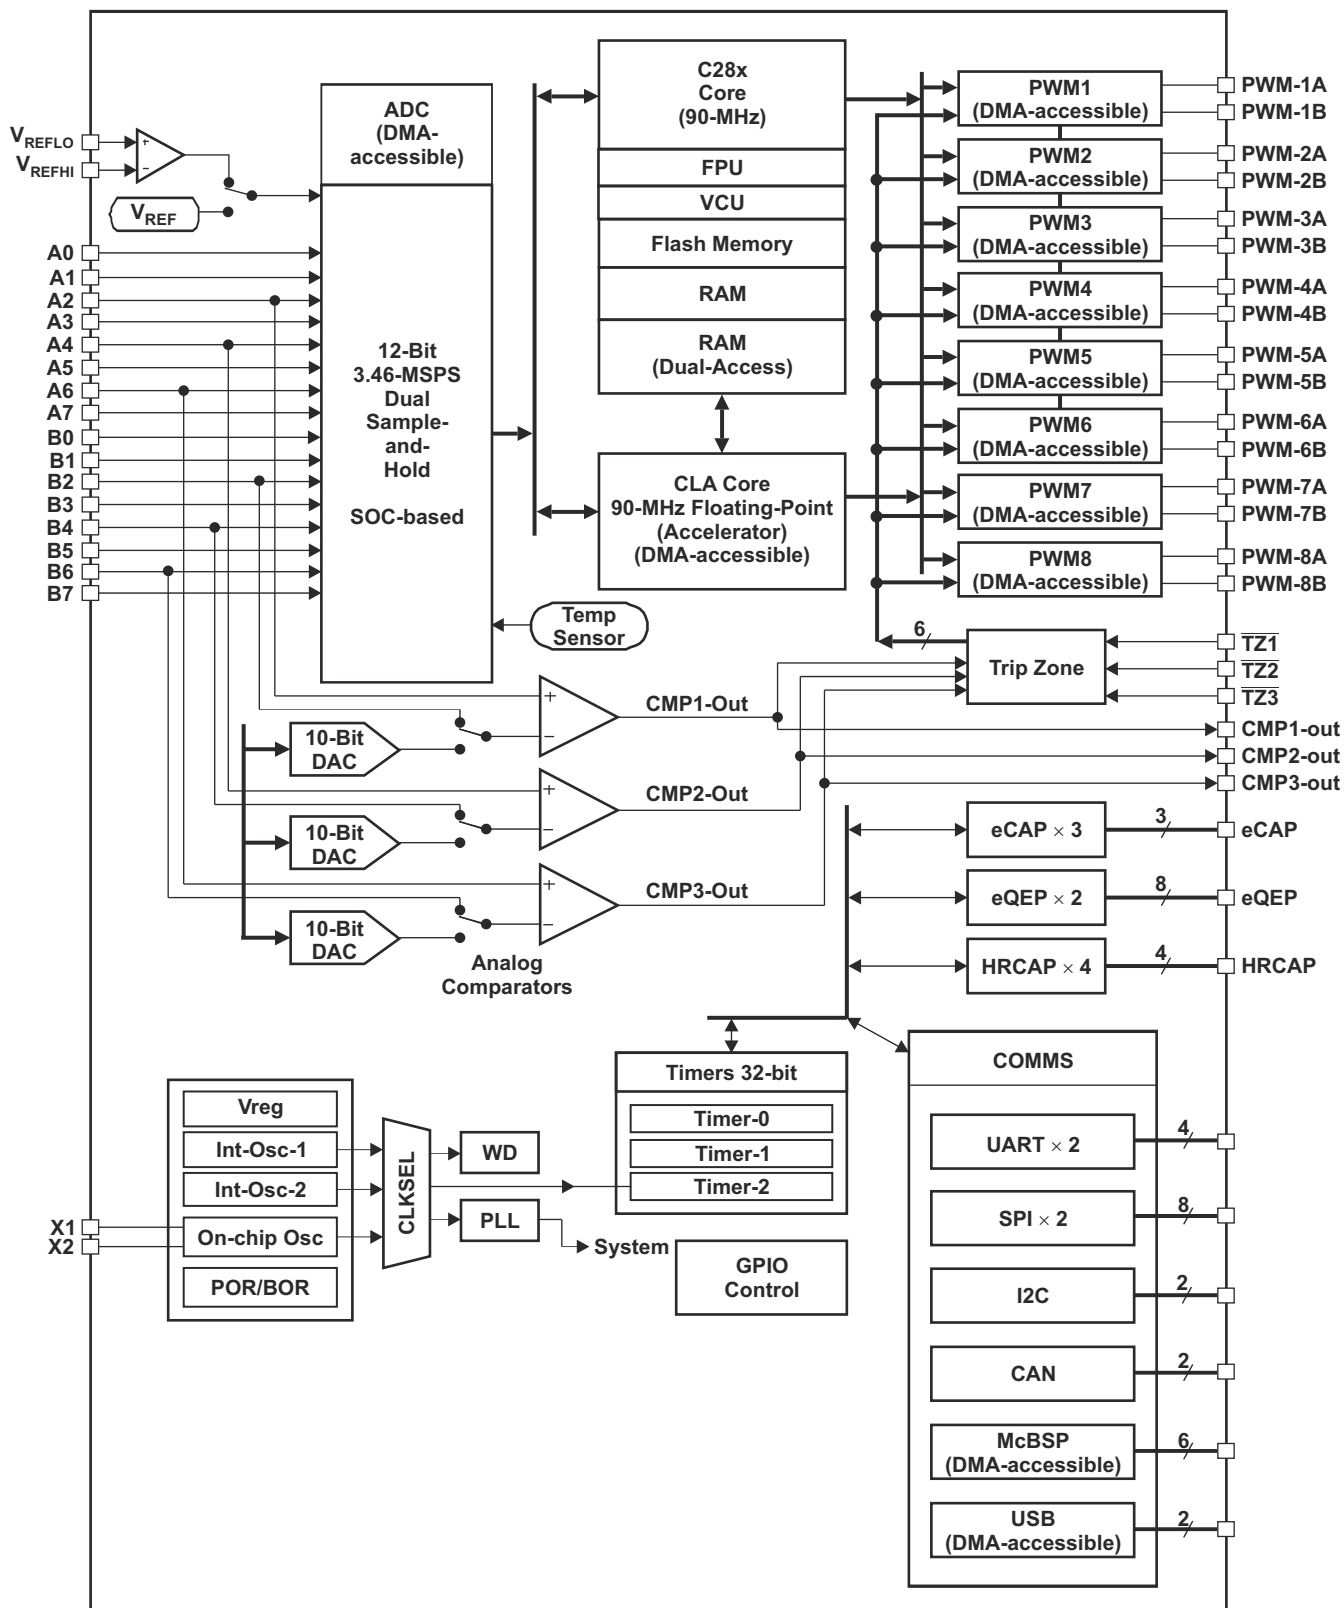 V_REFLO
V_REFHI
V_REF
A0
A1
A2
A3
A4
A5
A6
A7
B0
B1
B2
B3
B4
B5
B6
B7
ADC
(DMA-
accessible)
12-Bit
3.46-MSPS
Dual
Sample-
and-
Hold
SOC-based
Temp
Sensor
C28x
Core
(90-MHz)
FPU
VCU
Flash Memory
RAM
RAM
(Dual-Access)
CLA Core
90-MHz Floating-Point
(Accelerator)
(DMA-accessible)
PWM1
(DMA-accessible)
PWM2
(DMA-accessible)
PWM3
(DMA-accessible)
PWM4
(DMA-accessible)
PWM5
(DMA-accessible)
PWM6
(DMA-accessible)
PWM7
(DMA-accessible)
PWM8
(DMA-accessible)
PWM-1A
PWM-1B
PWM-2A
PWM-2B
PWM-3A
PWM-3B
PWM-4A
PWM-4B
PWM-5A
PWM-5B
PWM-6A
PWM-6B
PWM-7A
PWM-7B
PWM-8A
PWM-8B
6
Trip Zone
TZ1
TZ2
TZ3
CMP1-out
CMP2-out
CMP3-out
+
−
+
−
CMP1-Out
10-Bit
DAC
+
−
CMP2-Out
10-Bit
DAC
+
−
CMP3-Out
10-Bit
DAC
Analog
Comparators
eCAP × 3
3
eCAP
eQEP × 2
8
eQEP
HRCAP × 4
4
HRCAP
Timers 32-bit
Timer-0
Timer-1
Timer-2
Vreg
Int-Osc-1
Int-Osc-2
On-chip Osc
POR/BOR
X1
X2
CLKSEL
WD
PLL
System
GPIO
Control
COMMS
UART × 2
4
SPI × 2
8
I2C
2
CAN
2
McBSP
(DMA-accessible)
6
USB
(DMA-accessible)
2